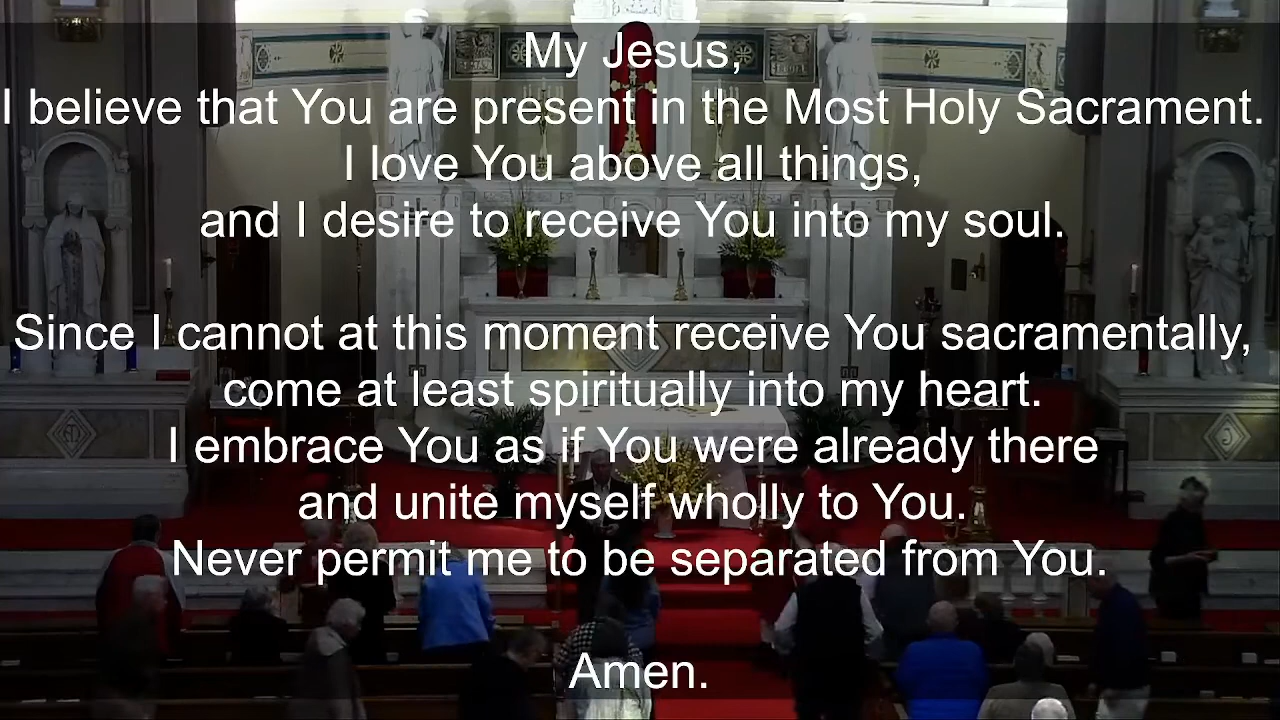 My Jesus,
I believe that You are present in the Most Holy Sacrament.
I love You above all things,
and I desire to receive You into my soul.
Since I cannot at this moment receive You sacramentally,
come at least spiritually into my heart.
I embrace You as if You were already there
and unite myself wholly to You.
Never permit me to be separated from You.
Amen.